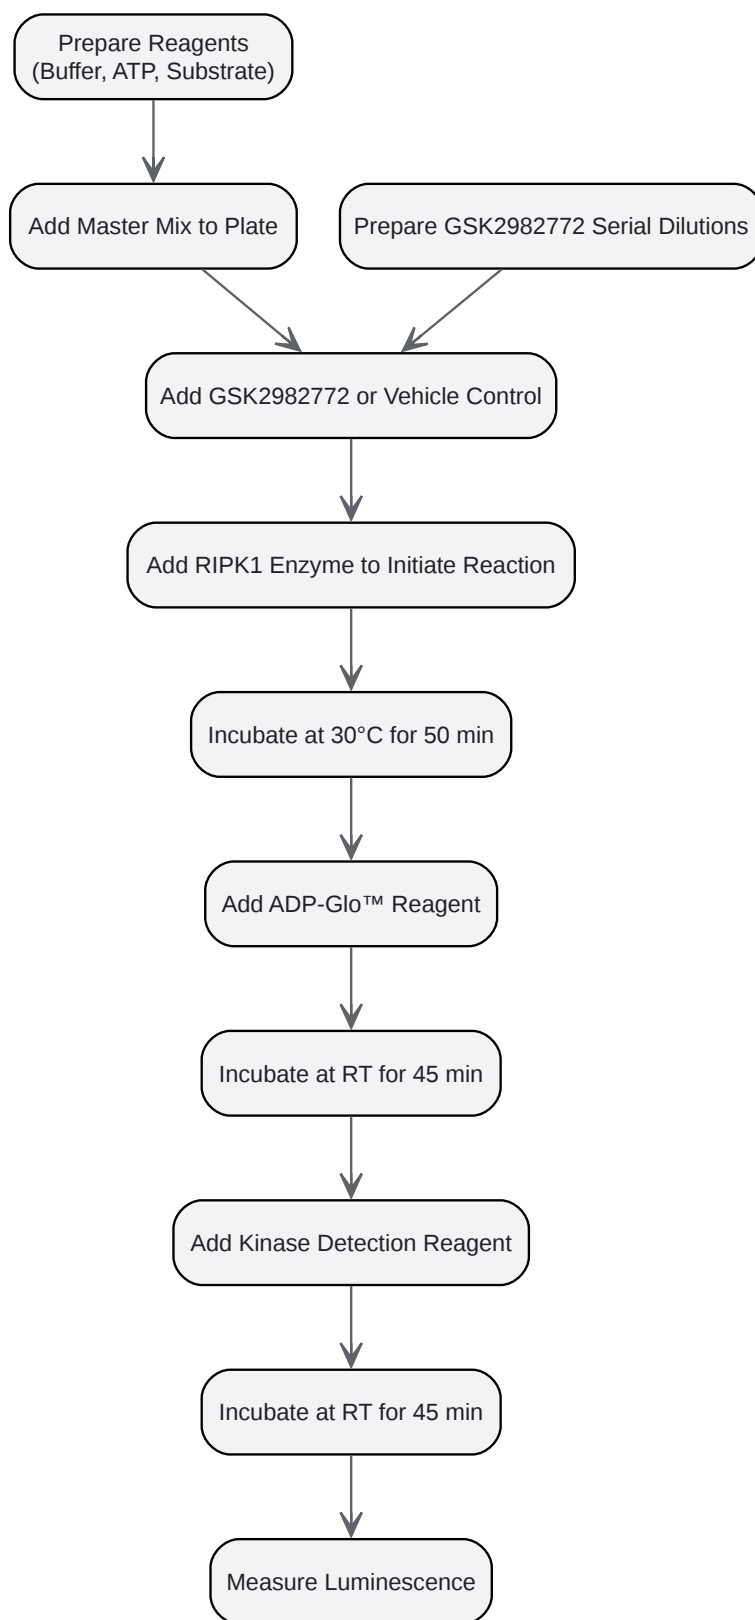 Prepare Reagents
(Buffer, ATP, Substrate)
Add Master Mix to Plate
Prepare GSK2982772 Serial Dilutions
Add GSK2982772 or Vehicle Control
Add RIPK1 Enzyme to Initiate Reaction
Incubate at 30°C for 50 min
Add ADP-Glo™ Reagent
Incubate at RT for 45 min
Add Kinase Detection Reagent
Incubate at RT for 45 min
Measure Luminescence